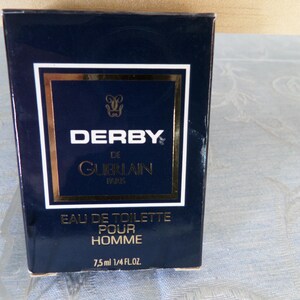 DERBY
DE
GUERLAIN
PARIS
EAU DE TOILETTE
POUR
HOMME
7,5 ml 1/4 FL.OZ.